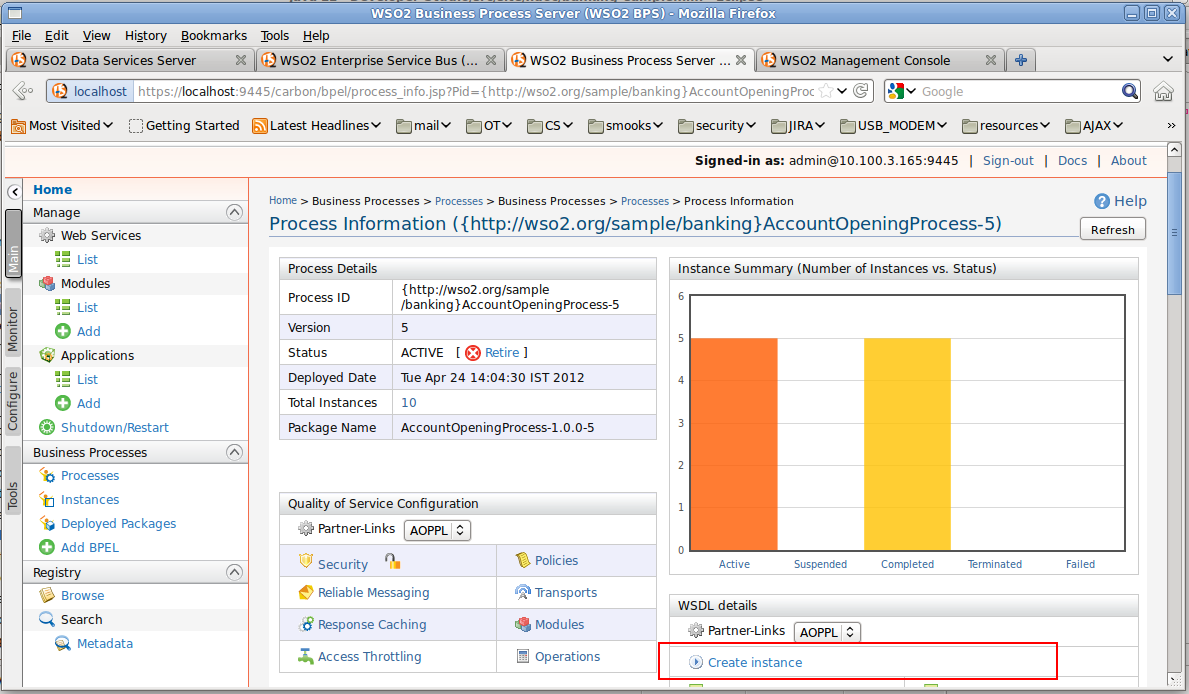 WSO2 Business Process Server (WSO2 BPS) - Mozilla Firefox
File Edit View History Bookmarks Tools Help
WSO2 Data Services Server
WSO2 Enterprise Service Bus (...
WSO2 Business Process Server ...
WSO2 Management Console
localhost https://localhost:9445/carbon/bpel/process_info.jsp?Pid={http://wso2.org/sample/banking}AccountOpeningProc
Google
Most Visited Getting Started Latest Headlines mail OT CS smooks security JIRA USB_MODEM resources AJAX »
Signed-in as: admin@10.100.3.165:9445 | Sign-out | Docs | About
Main
Monitor
Configure
Tools
Home
Manage
Web Services
List
Modules
List
Add
Applications
List
Add
Shutdown/Restart
Business Processes
Processes
Instances
Deployed Packages
Add BPEL
Registry
Browse
Search
Metadata
Home > Business Processes > Processes > Business Processes > Processes > Process Information
Help
Process Information ({http://wso2.org/sample/banking}AccountOpeningProcess-5)
Refresh
Process Details
Process ID {http://wso2.org/sample
/banking}AccountOpeningProcess-5
Version 5
Status ACTIVE [ Retire ]
Deployed Date Tue Apr 24 14:04:30 IST 2012
Total Instances 10
Package Name AccountOpeningProcess-1.0.0-5
Quality of Service Configuration
Partner-Links AOPPL
Security Policies
Reliable Messaging Transports
Response Caching Modules
Access Throttling Operations
Instance Summary (Number of Instances vs. Status)
6
5
4
3
2
1
0
Active Suspended Completed Terminated Failed
WSDL details
Partner-Links AOPPL
Create instance